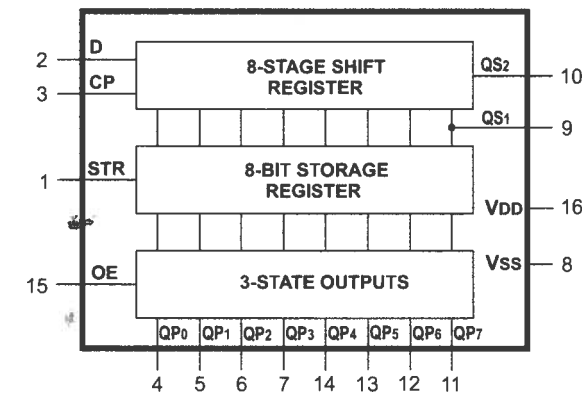 D
2
8-STAGE SHIFT
REGISTER
QS2
10
CP
3
QS1
9
STR
1
8-BIT STORAGE
REGISTER
VDD
16
OE
15
3-STATE OUTPUTS
VSS
8
QP0 QP1 QP2 QP3 QP4 QP5 QP6 QP7
4 5 6 7 14 13 12 11